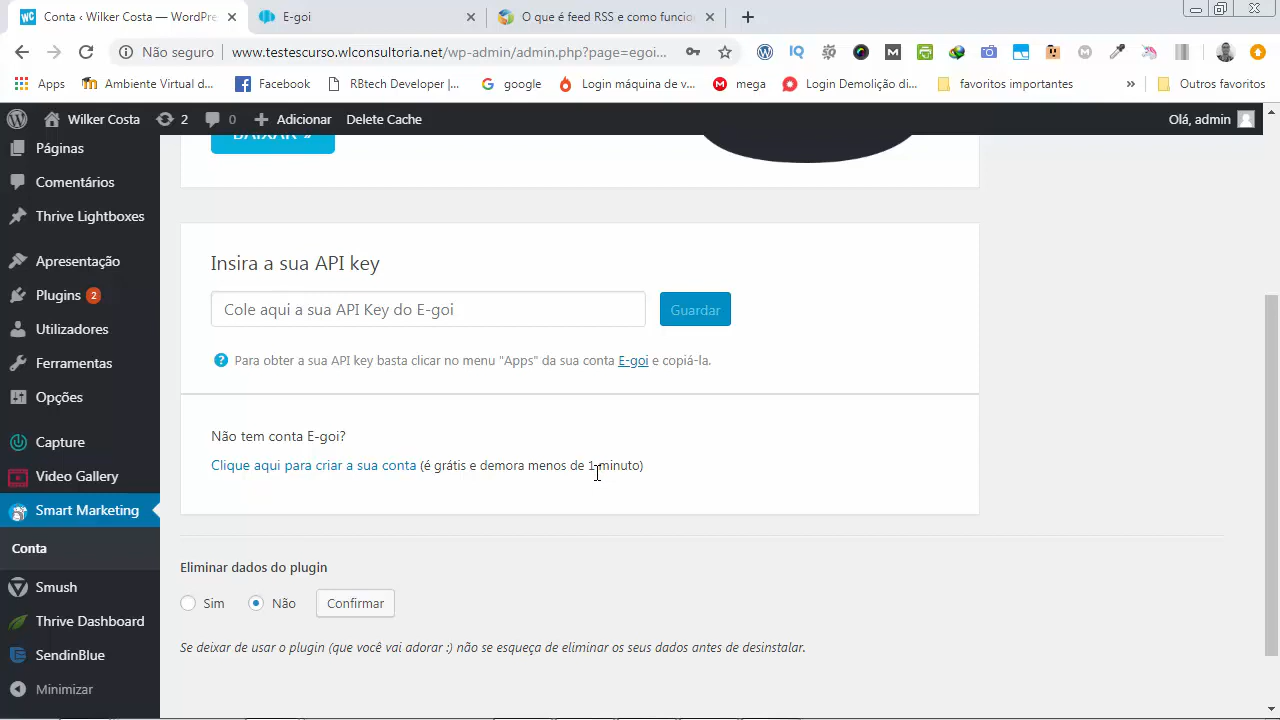 Conta ‹ Wilker Costa — WordPre
E-goi
O que é feed RSS e como funcio
Não seguro
www.testescurso.wlconsultoria.net/wp-admin/admin.php?page=egoi...
Apps
Ambiente Virtual d...
Facebook
RBtech Developer |...
google
Login máquina de v...
mega
Login Demolição di...
favoritos importantes
»
Outros favoritos
Wilker Costa
2
0
Adicionar
Delete Cache
Olá, admin
Páginas
Comentários
Thrive Lightboxes
Apresentação
Plugins 2
Utilizadores
Ferramentas
Opções
Capture
Video Gallery
Smart Marketing
Conta
Smush
Thrive Dashboard
SendinBlue
Minimizar
BAIXAR »
Insira a sua API key
Cole aqui a sua API Key do E-goi
Guardar
Para obter a sua API key basta clicar no menu "Apps" da sua conta E-goi e copiá-la.
Não tem conta E-goi?
Clique aqui para criar a sua conta (é grátis e demora menos de 1 minuto)
Eliminar dados do plugin
Sim
Não
Confirmar
Se deixar de usar o plugin (que você vai adorar :) não se esqueça de eliminar os seus dados antes de desinstalar.